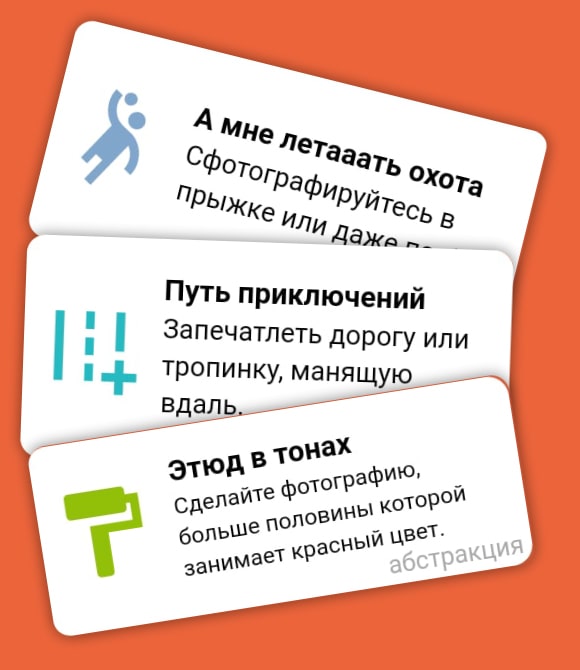 А мне летааать охота
Сфотографируйтесь в
прыжке или даже
Путь приключений
Запечатлеть дорогу или
тропинку, манящую
вдаль.
Этюд в тонах
Сделайте фотографию,
больше половины которой
занимает красный цвет.
абстракция